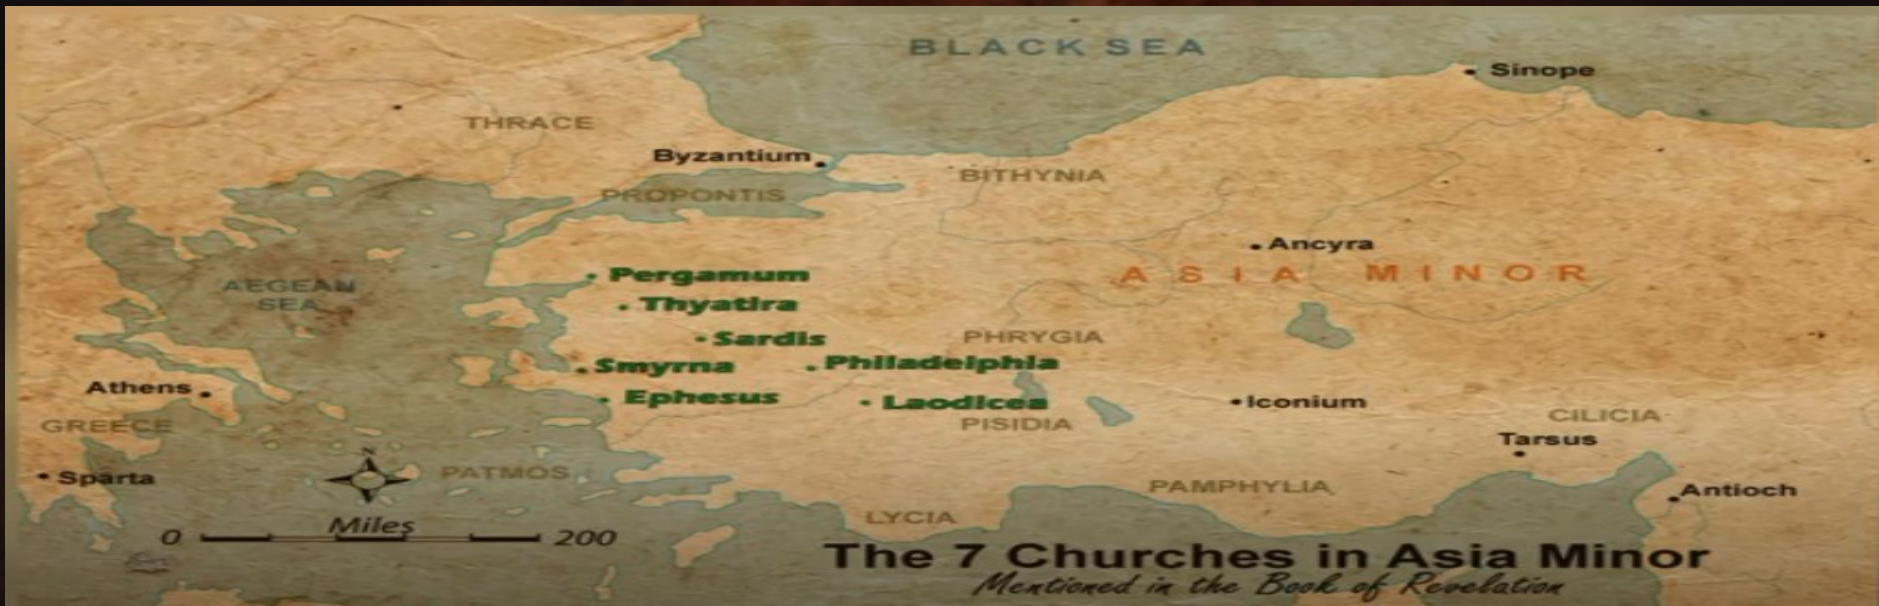 BLACK SEA
Sinope
THRACE
Byzantium
BITHYNIA
PROPONTIS
Ancyra
ASIA MINOR
Pergamum
AEGEAN
SEA
Thyatira
Sardis
PHRYGIA
Smyrna
Philadelphia
Athens
Ephesus
Laodicea
Iconium
GREECE
PISIDIA
CILICIA
Tarsus
N
Sparta
PATMOS
PAMPHYLIA
Antioch
LYCIA
Miles
0 200
The 7 Churches in Asia Minor
Mentioned in the Book of Revelation